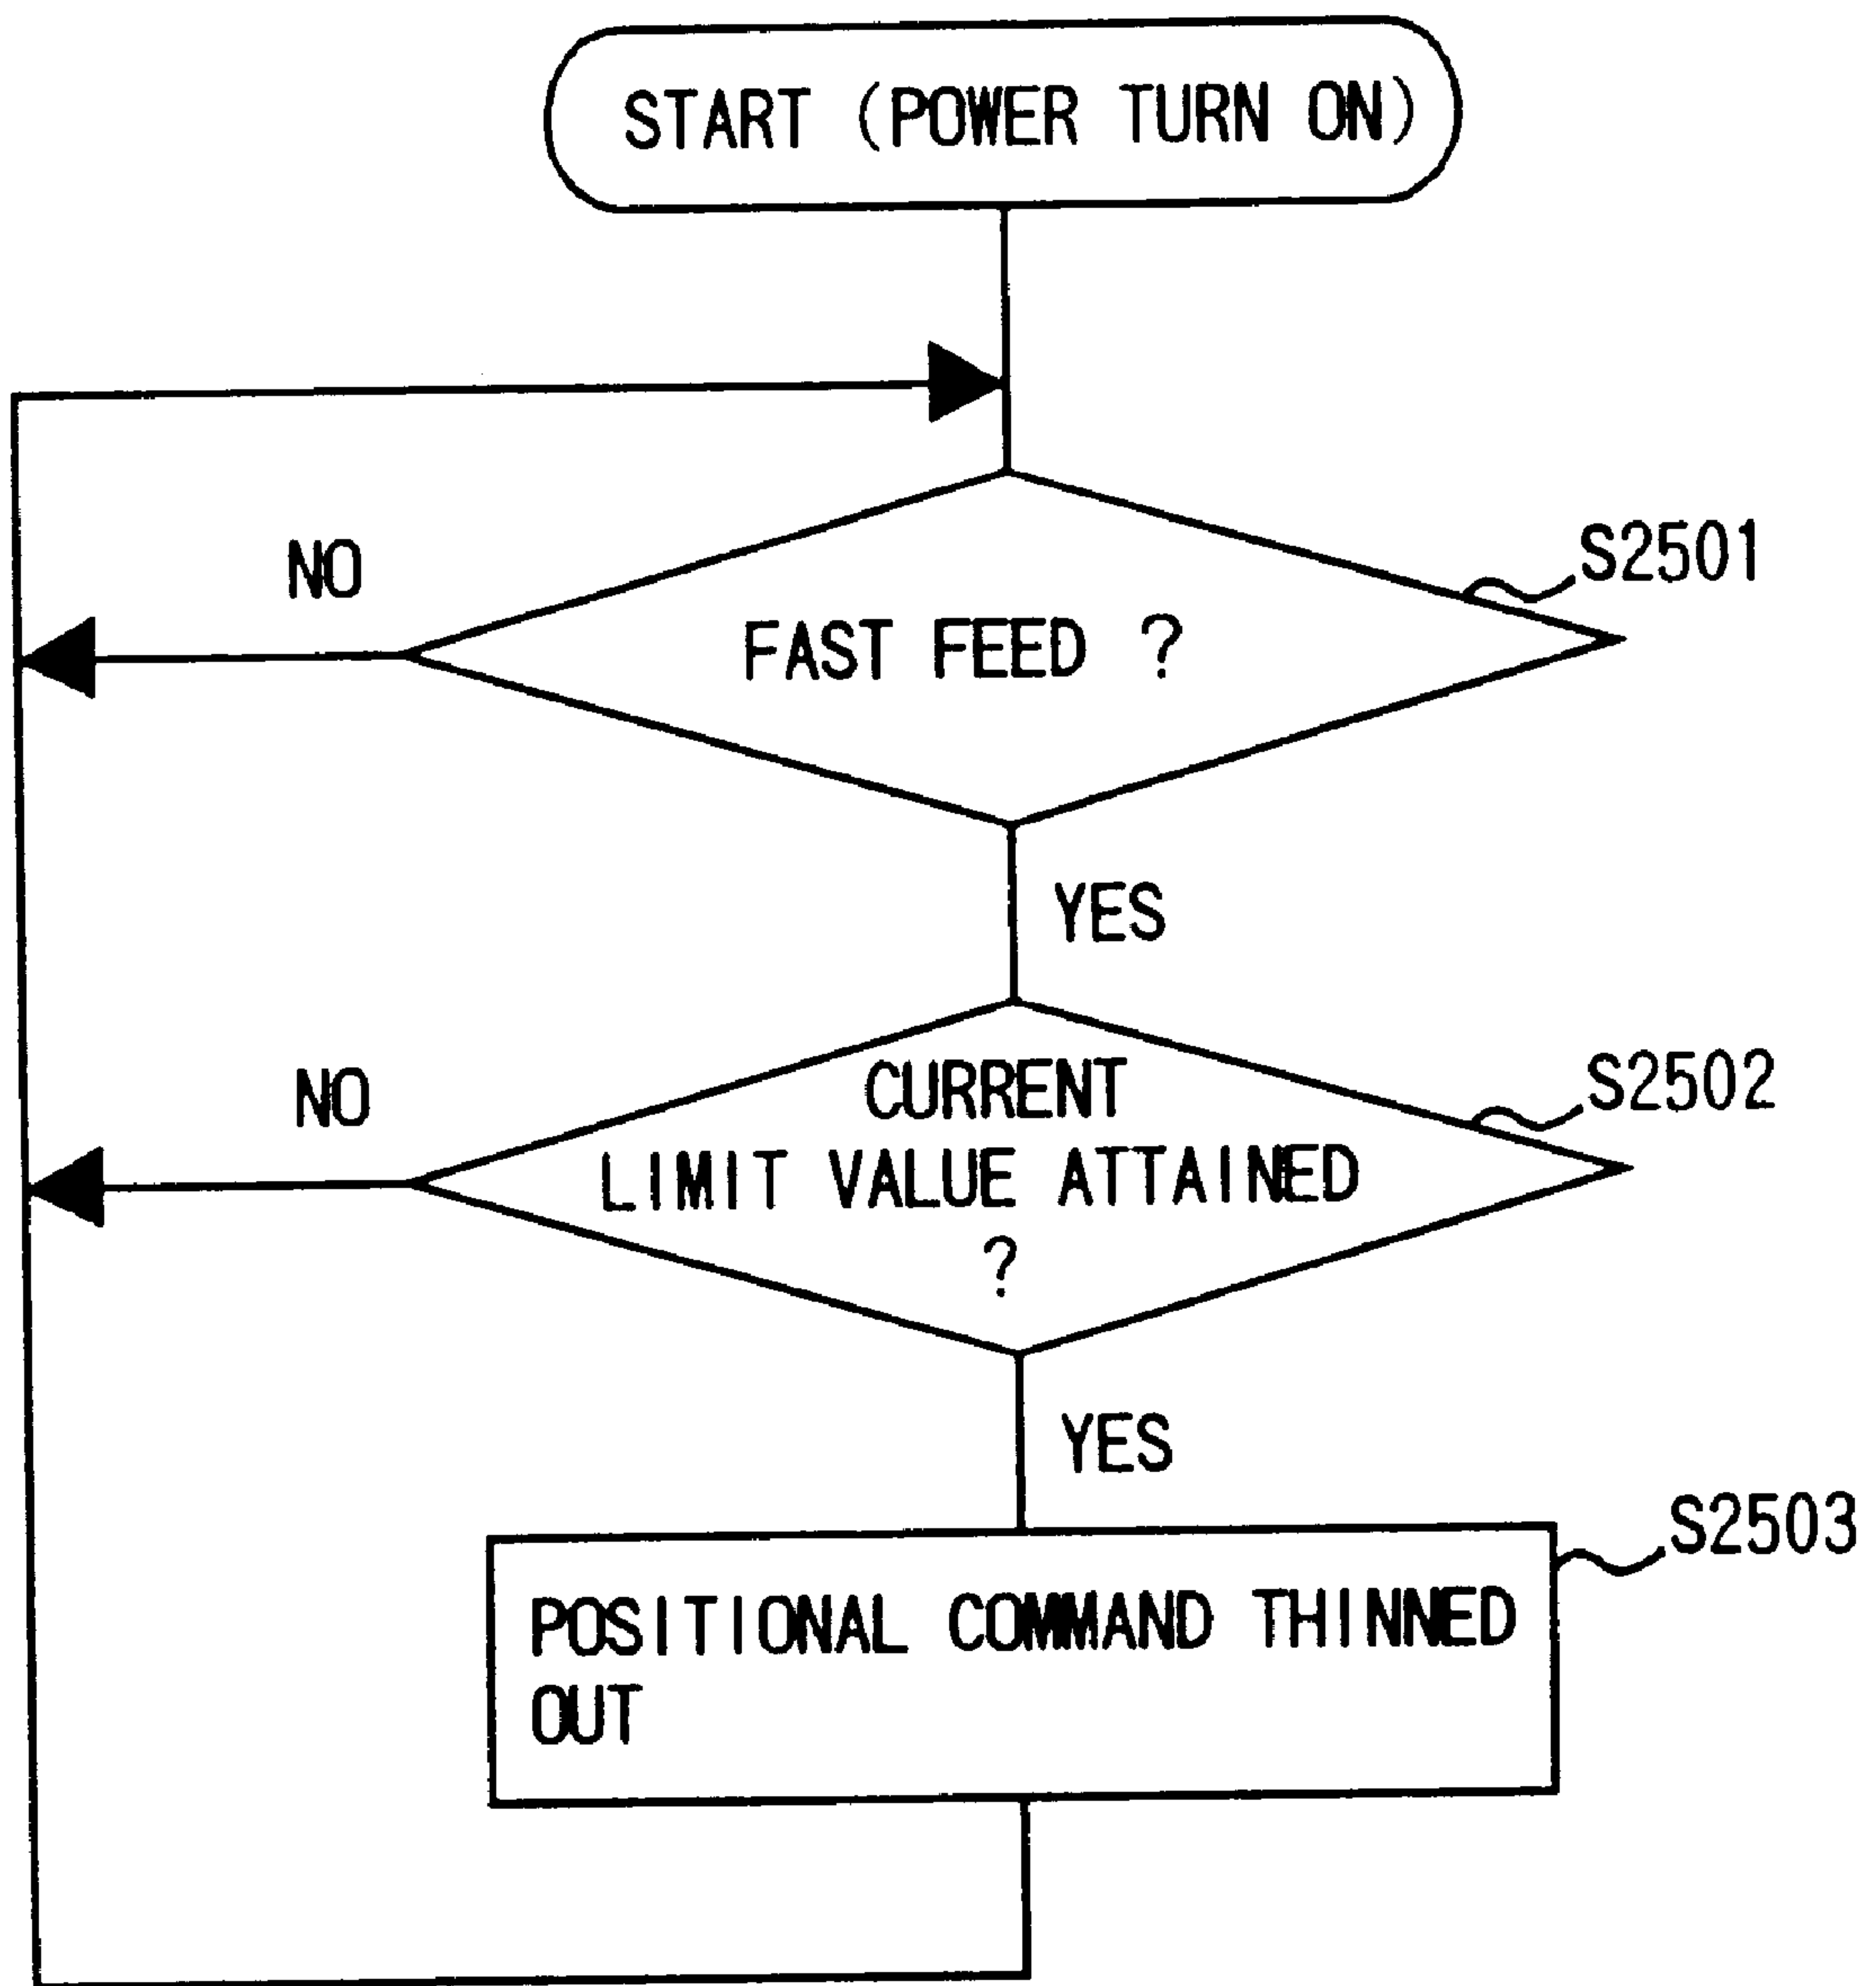 START (POWER TURN ON)
S2501
NO
FAST FEED ?
YES
S2502
NO
CURRENT
LIMIT VALUE ATTAINED
?
YES
S2503
POSITIONAL COMMAND THINNED
OUT